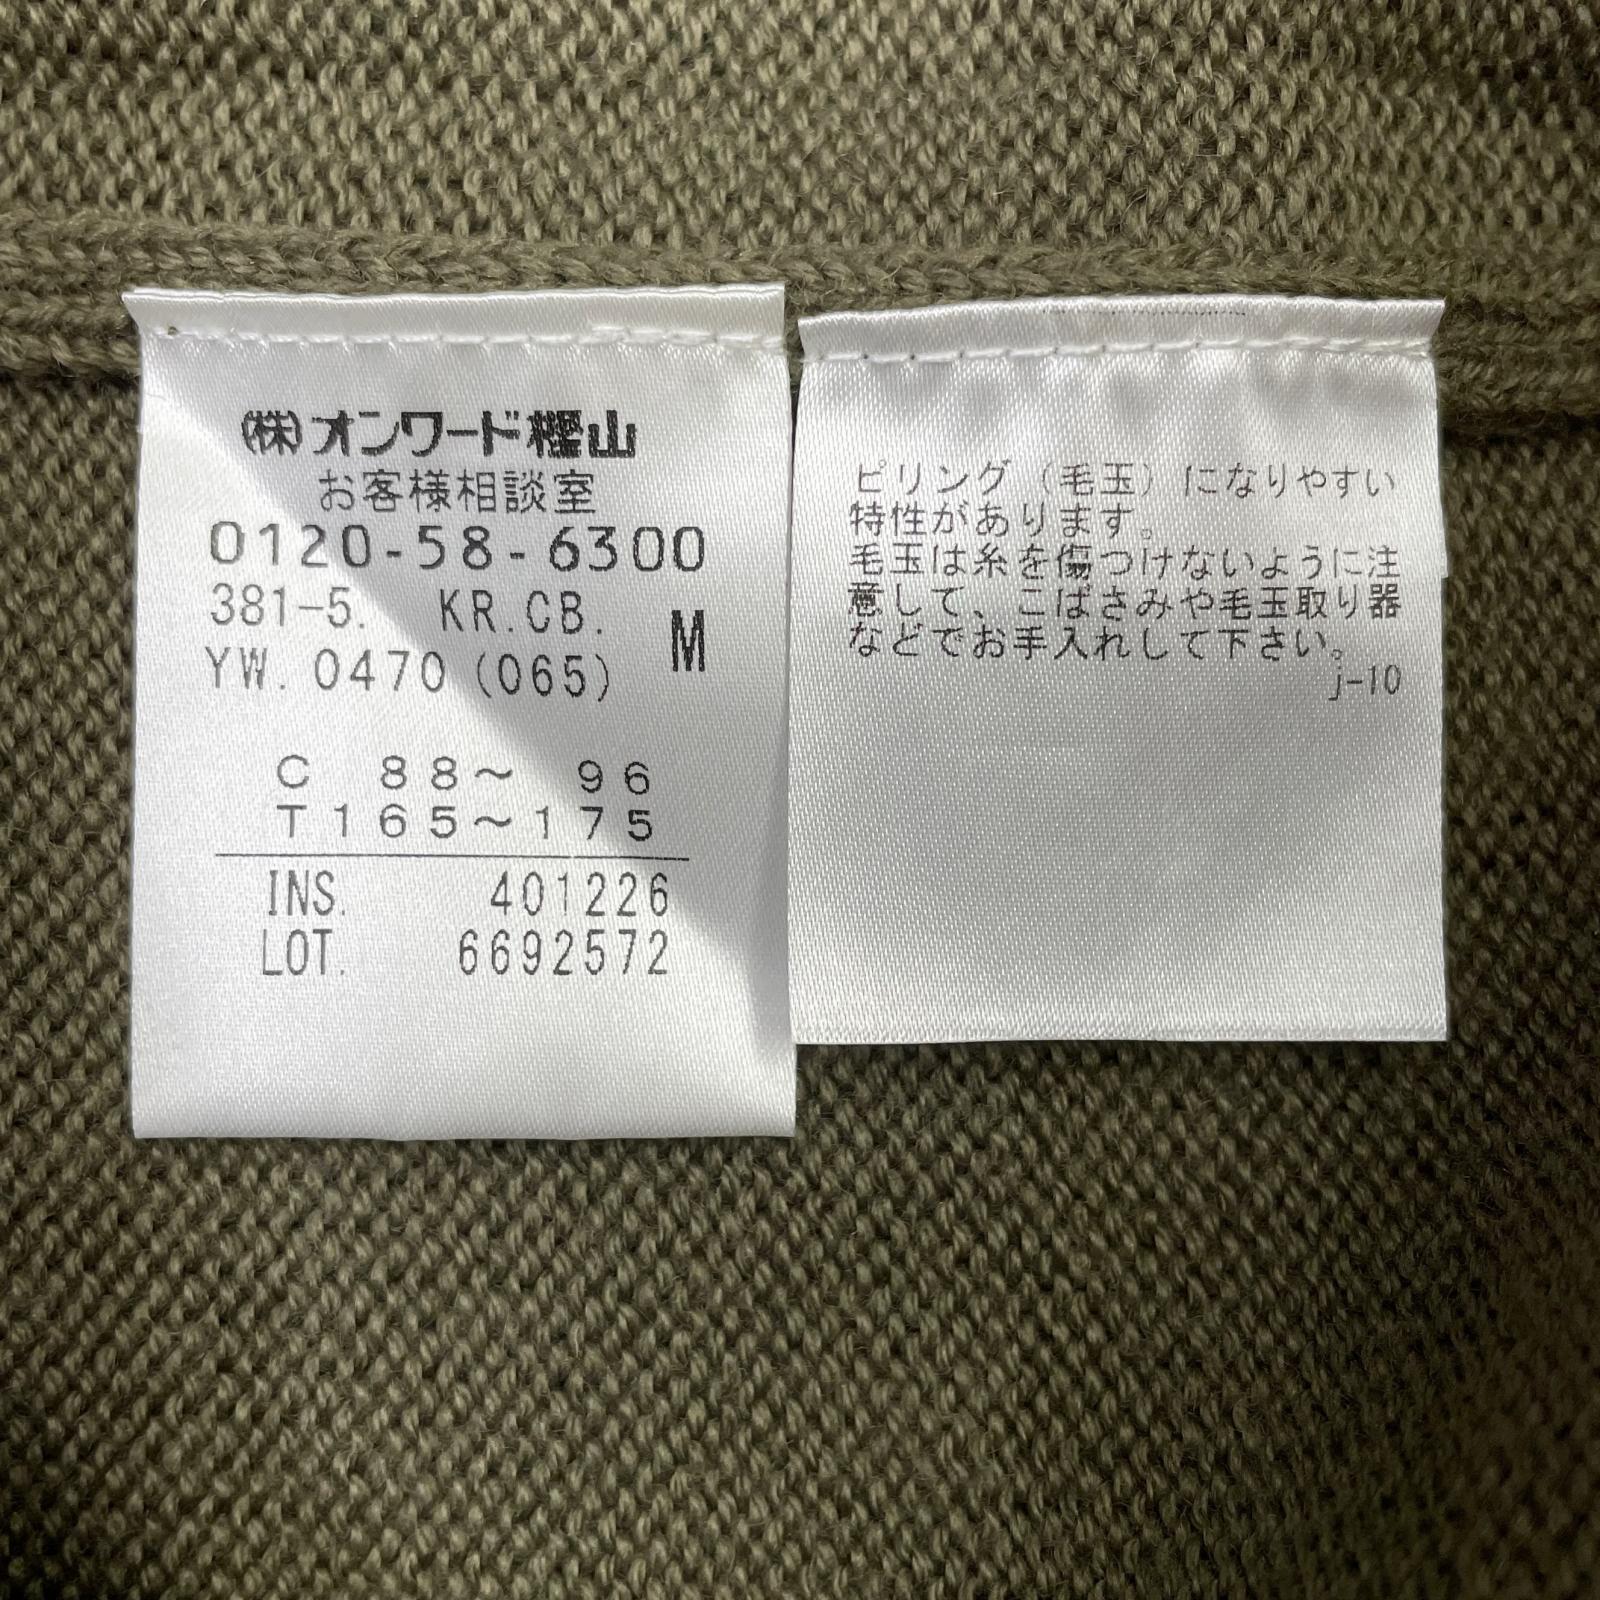 ㈱オンワード樫山
お客様相談室
0120-58-6300
381-5. KR.CB.
M
YW. 0470 (065)
C 88～ 96
T165～175
INS. 401226
LOT. 6692572
ピリング（毛玉）になりやすい
特性があります。
毛玉は糸を傷つけないように注
意して、こばさみや毛玉取り器
などでお手入れして下さい。
j-10